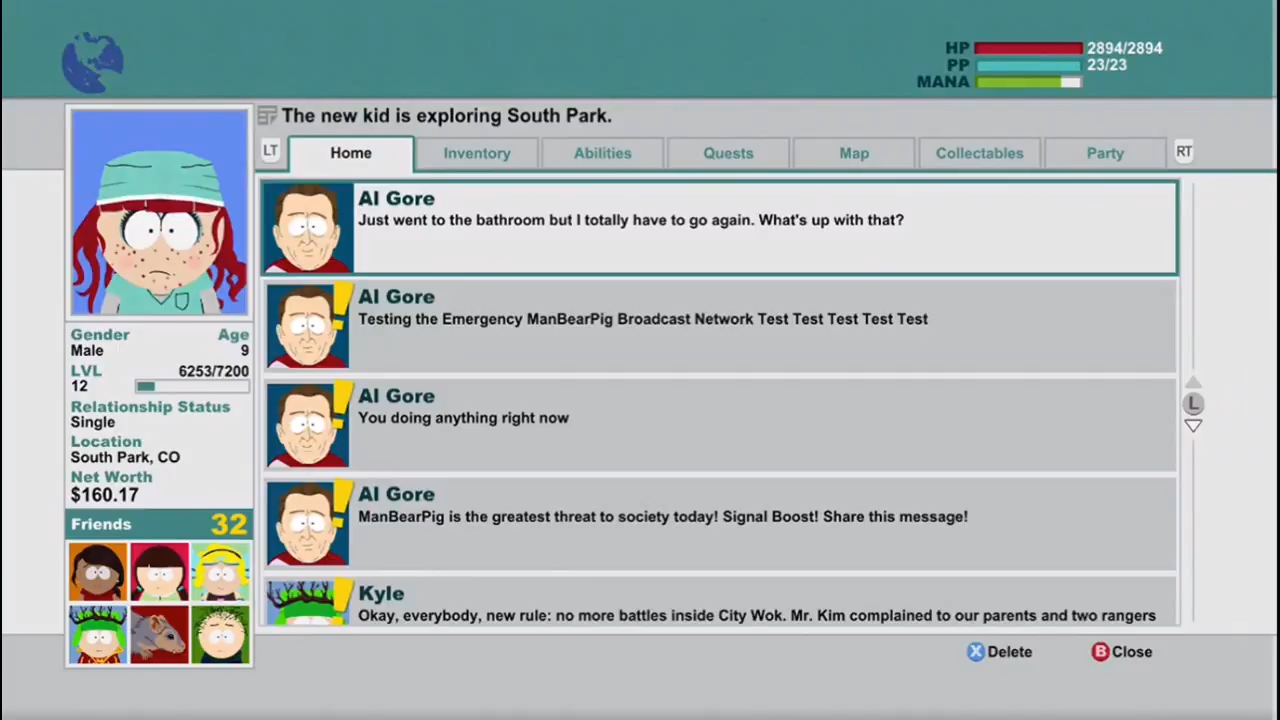 HP 2894/2894
PP 23/23
MANA
The new kid is exploring South Park.
LT Home Inventory Abilities Quests Map Collectables Party RT
Gender Age
Male 9
LVL 6253/7200
12
Relationship Status
Single
Location
South Park, CO
Net Worth
$160.17
Friends 32
Al Gore
Just went to the bathroom but I totally have to go again. What's up with that?
Al Gore
Testing the Emergency ManBearPig Broadcast Network Test Test Test Test Test
Al Gore
You doing anything right now
Al Gore
ManBearPig is the greatest threat to society today! Signal Boost! Share this message!
Kyle
Okay, everybody, new rule: no more battles inside City Wok. Mr. Kim complained to our parents and two rangers
L
X Delete B Close